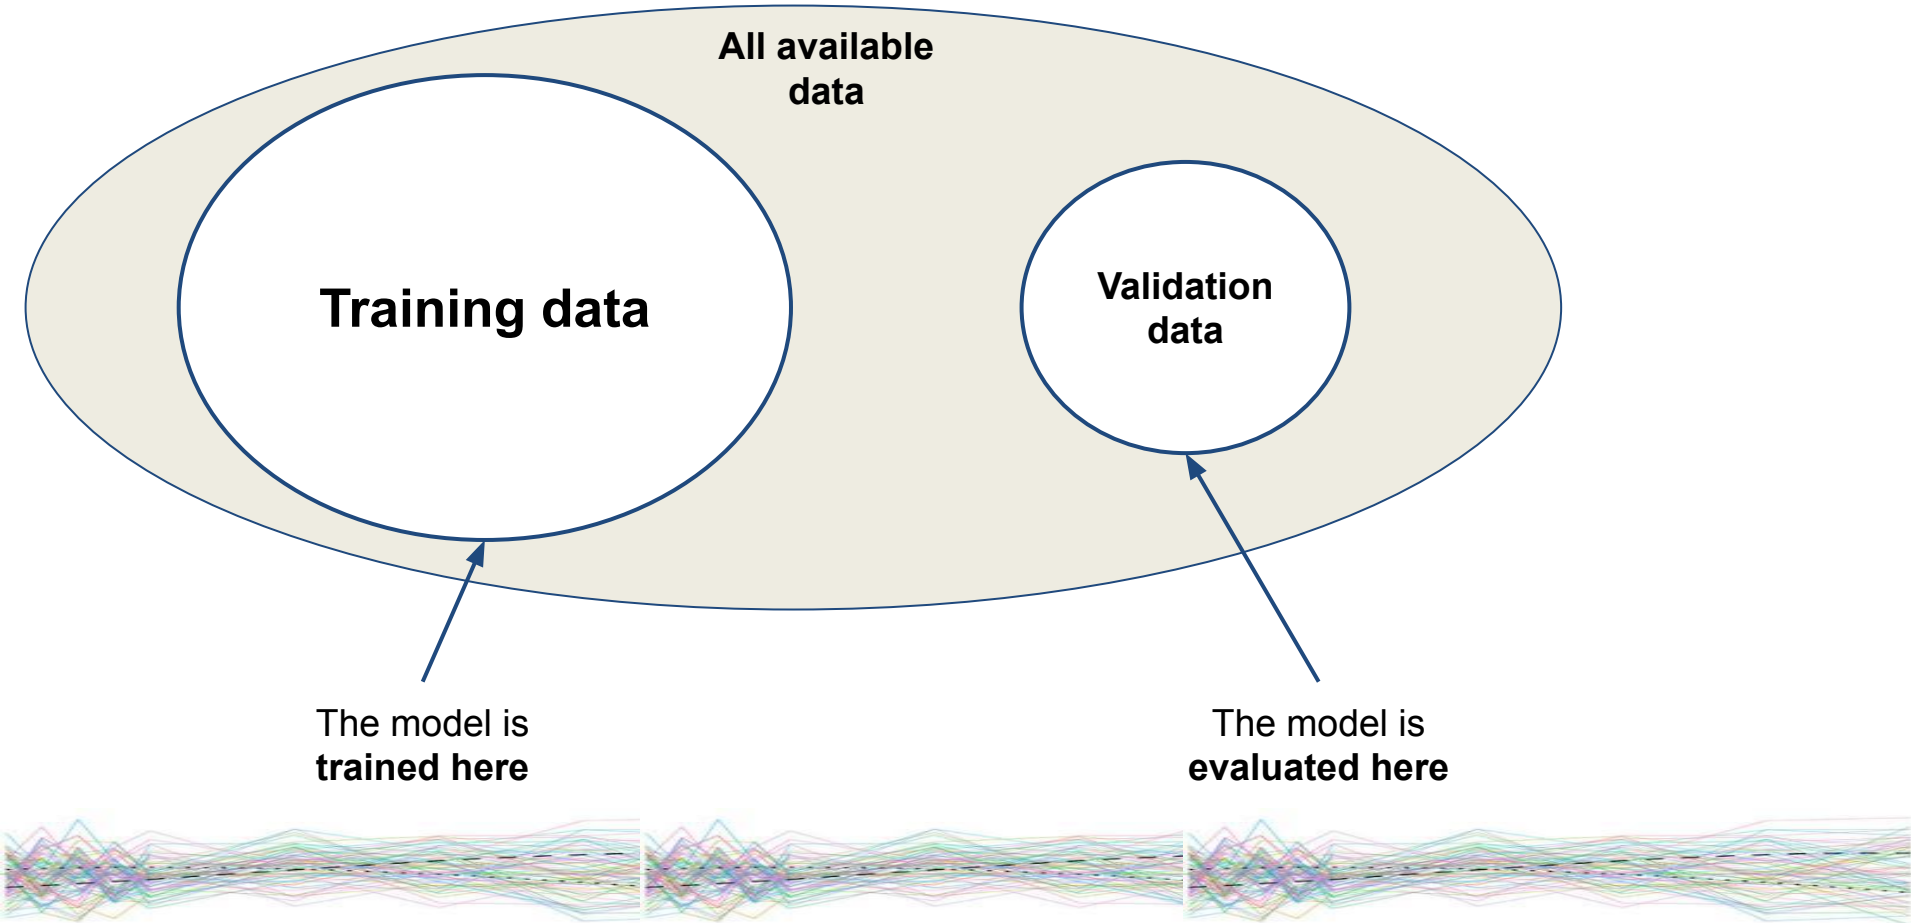 All available
data
Training data
Validation
data
The model is
trained here
The model is
evaluated here